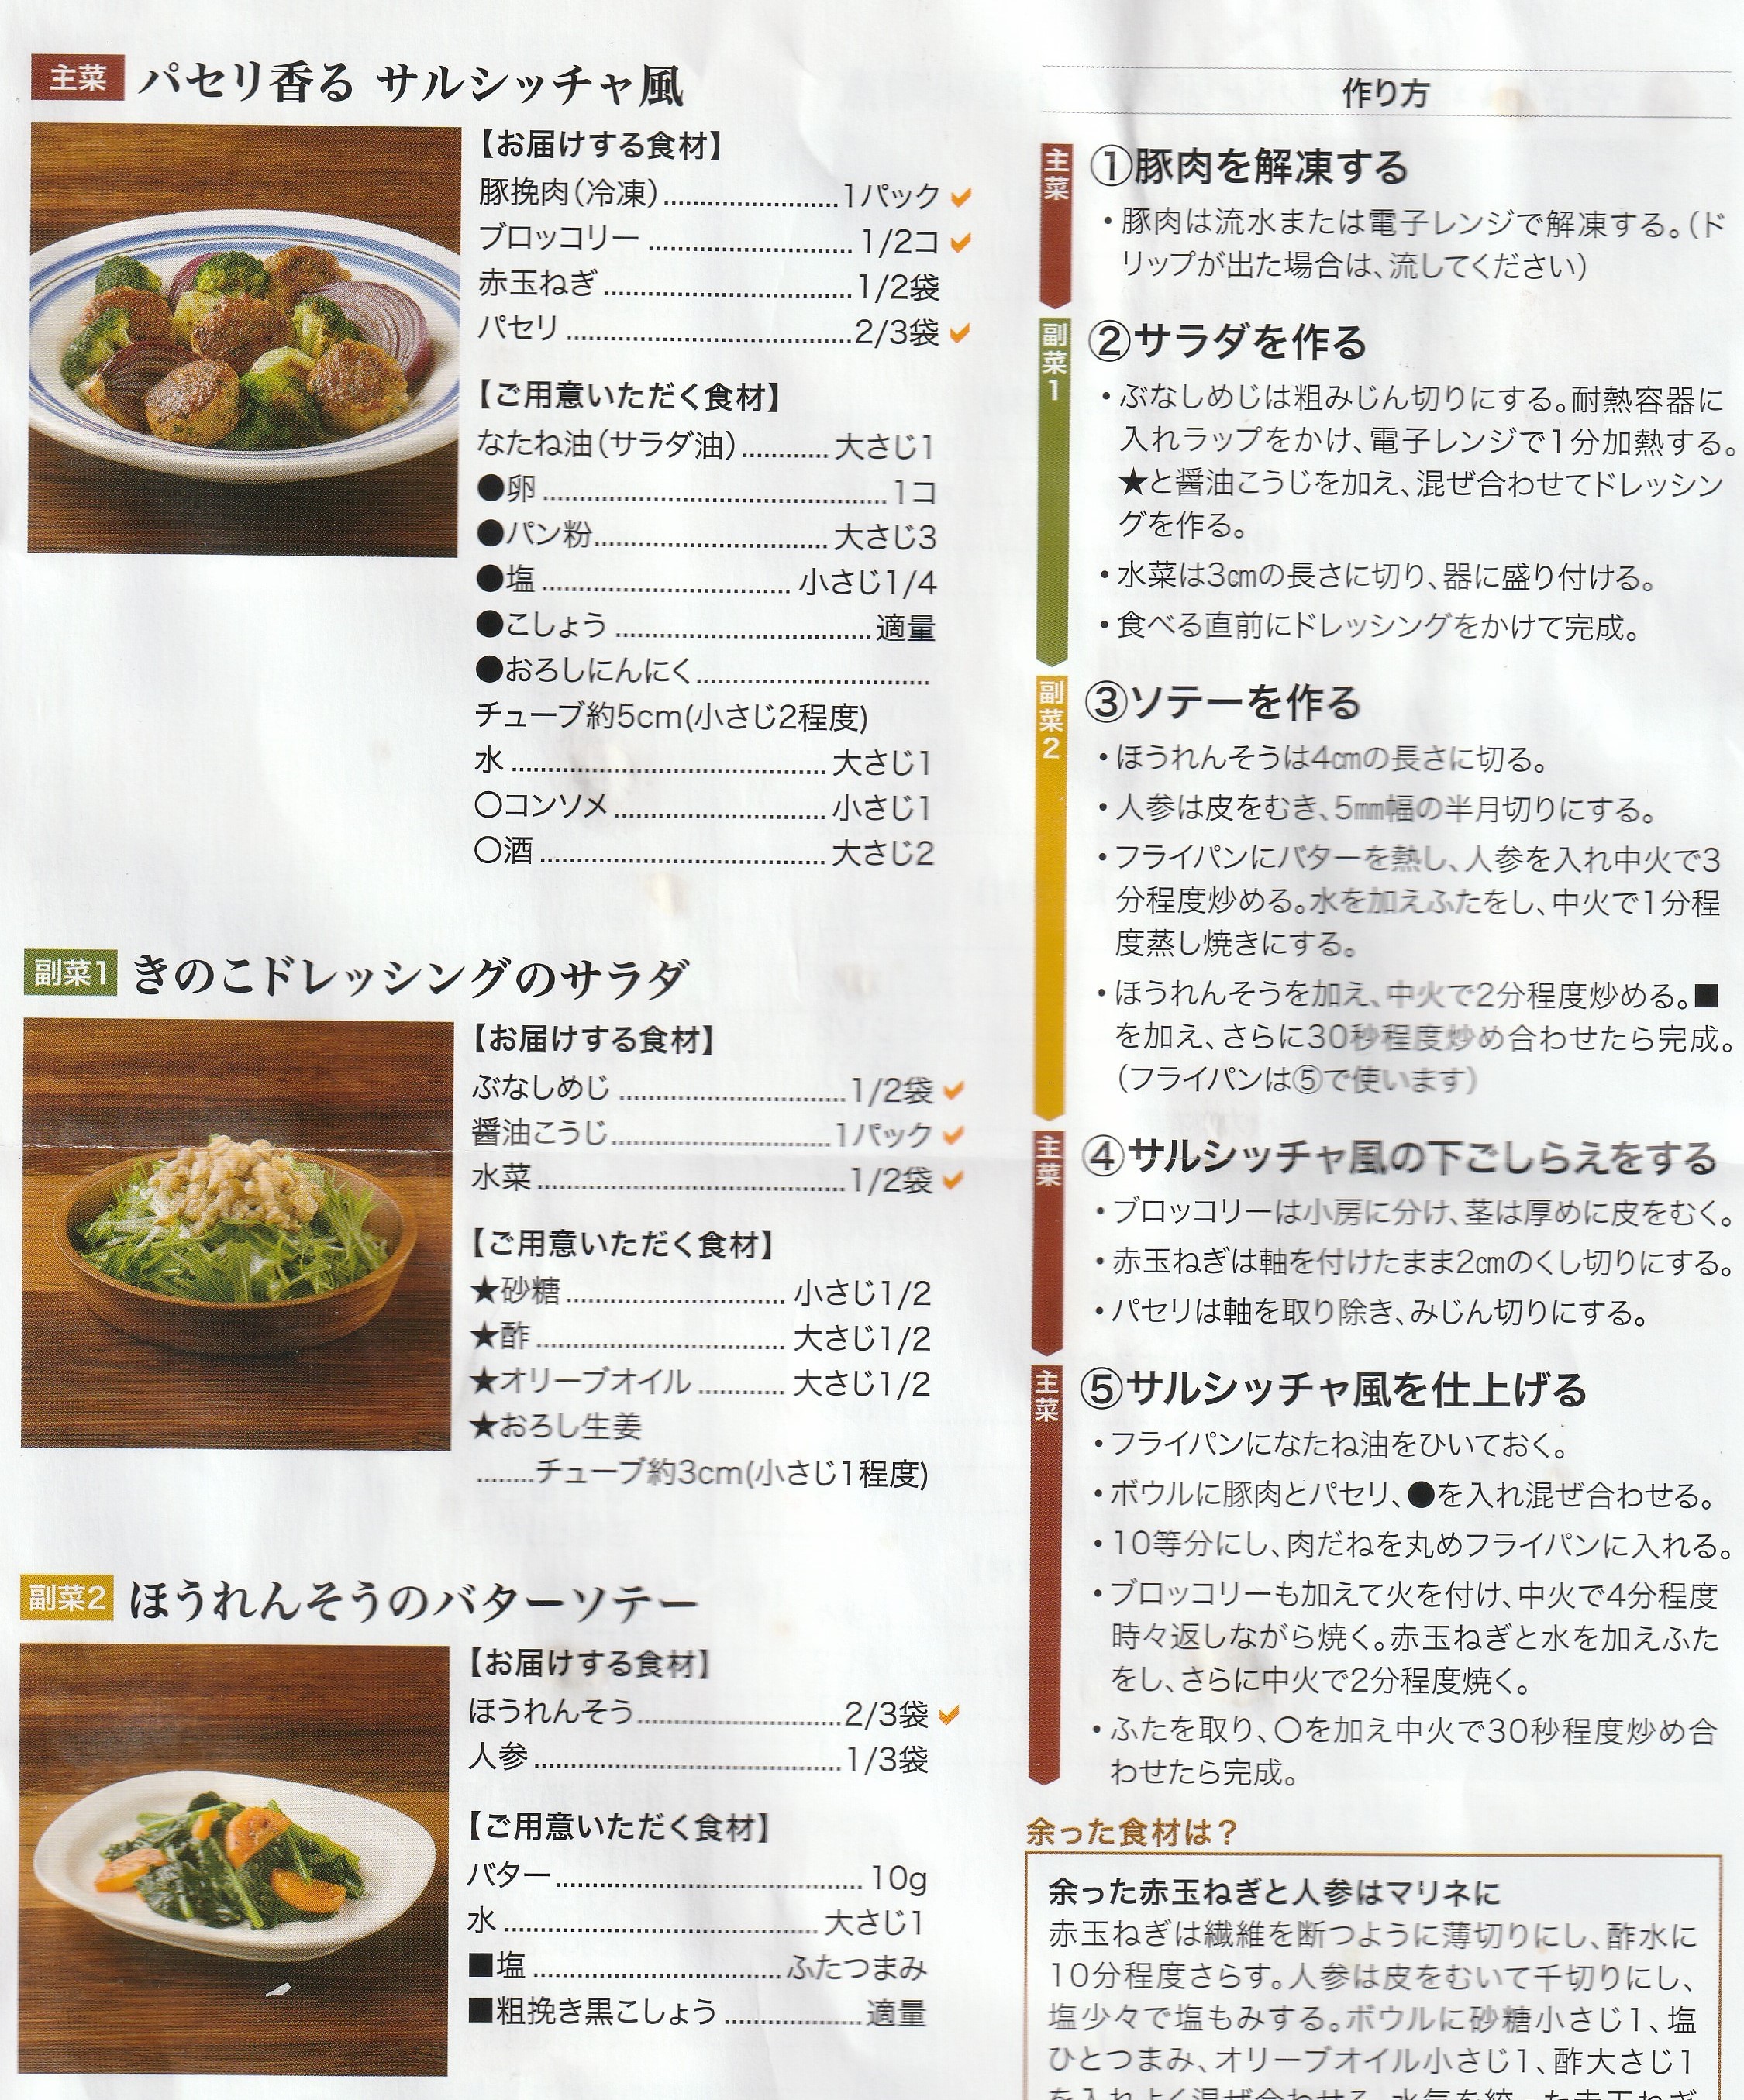 主菜 パセリ香る サルシッチャ風
【お届けする食材】
豚挽肉(冷凍)........................1パック
ブロッコリー ............................ 1/2コ
赤玉ねぎ ...................................1/2袋
パセリ ........................................2/3袋
【ご用意いただく食材】
なたね油(サラダ油)............ 大さじ1
●卵 ................................................1コ
●パン粉................................. 大さじ3
●塩 ................................... 小さじ1/4
●こしょう ....................................適量
●おろしにんにく.................................
チューブ約5cm(小さじ2程度)
水 ............................................ 大さじ1
〇コンソメ .............................. 小さじ1
〇酒 ........................................ 大さじ2
副菜1 きのこドレッシングのサラダ
【お届けする食材】
ぶなしめじ ................................1/2袋
醤油こうじ...............................1パック
水菜 ...........................................1/2袋
【ご用意いただく食材】
★砂糖 ............................... 小さじ1/2
★酢 ................................... 大さじ1/2
★オリーブオイル ............ 大さじ1/2
★おろし生姜
........チューブ約3cm(小さじ1程度)
副菜2 ほうれんそうのバターソテー
【お届けする食材】
ほうれんそう.............................2/3袋
人参 ...........................................1/3袋
【ご用意いただく食材】
バター........................................... 10g
水 ............................................ 大さじ1
■塩 ...................................ふたつまみ
■粗挽き黒こしょう ....................適量
作り方
主菜
①豚肉を解凍する
・豚肉は流水または電子レンジで解凍する。(ド
リップが出た場合は、流してください)
副菜1
②サラダを作る
・ぶなしめじは粗みじん切りにする。耐熱容器に
入れラップをかけ、電子レンジで1分加熱する。
★と醤油こうじを加え、混ぜ合わせてドレッシン
グを作る。
・水菜は3㎝の長さに切り、器に盛り付ける。
・食べる直前にドレッシングをかけて完成。
副菜2
③ソテーを作る
・ほうれんそうは4㎝の長さに切る。
・人参は皮をむき、5㎜幅の半月切りにする。
・フライパンにバターを熱し、人参を入れ中火で3
分程度炒める。水を加えふたをし、中火で1分程
度蒸し焼きにする。
・ほうれんそうを加え、中火で2分程度炒める。■
を加え、さらに30秒程度炒め合わせたら完成。
(フライパンは⑤で使います)
主菜
④サルシッチャ風の下ごしらえをする
・ブロッコリーは小房に分け、茎は厚めに皮をむく。
・赤玉ねぎは軸を付けたまま2㎝のくし切りにする。
・パセリは軸を取り除き、みじん切りにする。
主菜
⑤サルシッチャ風を仕上げる
・フライパンになたね油をひいておく。
・ボウルに豚肉とパセリ、●を入れ混ぜ合わせる。
・10等分にし、肉だねを丸めフライパンに入れる。
・ブロッコリーも加えて火を付け、中火で4分程度
時々返しながら焼く。赤玉ねぎと水を加えふた
をし、さらに中火で2分程度焼く。
・ふたを取り、〇を加え中火で30秒程度炒め合
わせたら完成。
余った食材は？
余った赤玉ねぎと人参はマリネに
赤玉ねぎは繊維を断つように薄切りにし、酢水に
10分程度さらす。人参は皮をむいて千切りにし、
塩少々で塩もみする。ボウルに砂糖小さじ1、塩
ひとつまみ、オリーブオイル小さじ1、酢大さじ1
を入れよく混ぜ合わせる。水気を絞った赤玉ねぎ